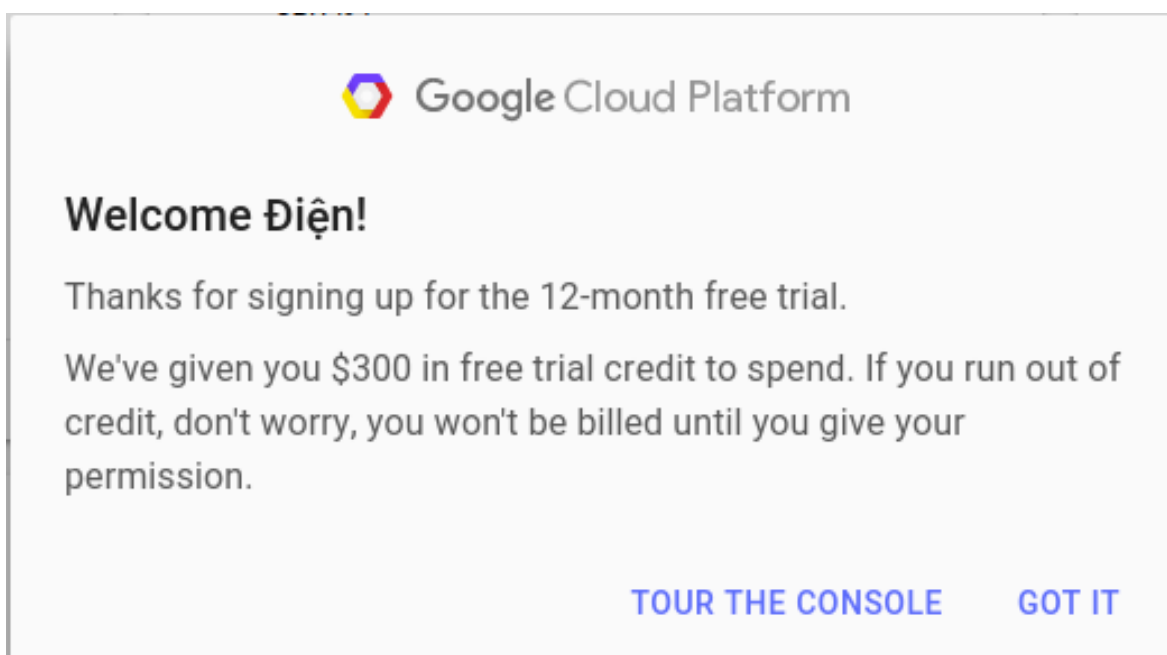 Google Cloud Platform
Welcome Điện!
Thanks for signing up for the 12-month free trial.
We've given you $300 in free trial credit to spend. If you run out of
credit, don't worry, you won't be billed until you give your
permission.
TOUR THE CONSOLE GOT IT